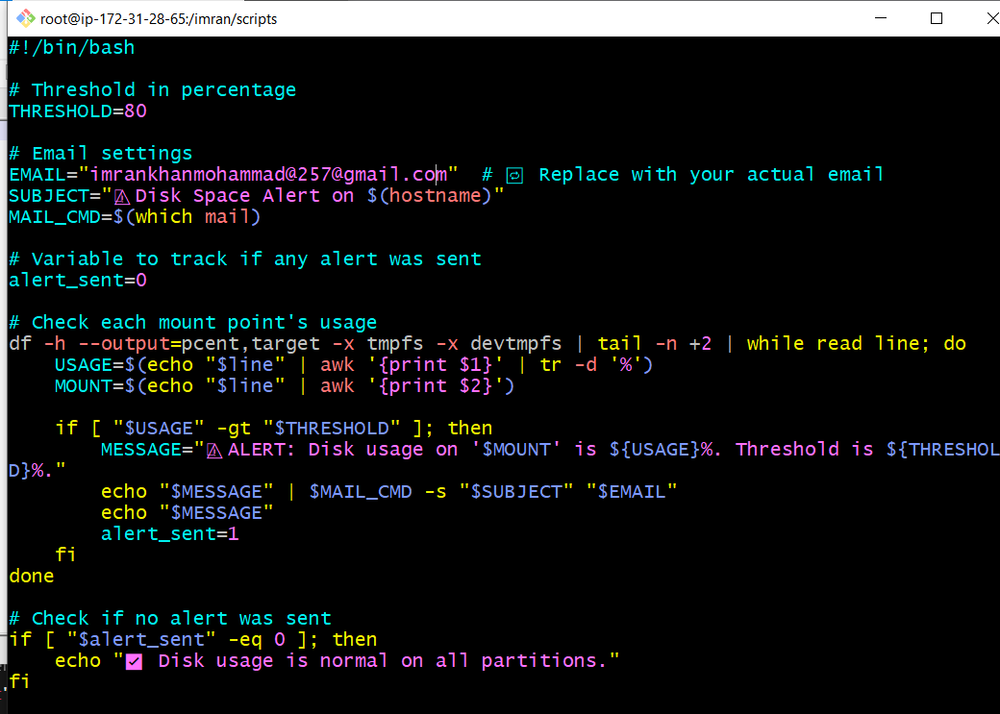 root@ip-172-31-28-65:/imran/scripts
#!/bin/bash
# Threshold in percentage
THRESHOLD=80
# Email settings
EMAIL="imrankhanmohammad@257@gmail.com"  # 🔁 Replace with your actual email
SUBJECT="⚠️ Disk Space Alert on $(hostname)"
MAIL_CMD=$(which mail)
# Variable to track if any alert was sent
alert_sent=0
# Check each mount point's usage
df -h --output=pcent,target -x tmpfs -x devtmpfs | tail -n +2 | while read line; do
    USAGE=$(echo "$line" | awk '{print $1}' | tr -d '%')
    MOUNT=$(echo "$line" | awk '{print $2}')
    if [ "$USAGE" -gt "$THRESHOLD" ]; then
        MESSAGE="⚠️ ALERT: Disk usage on '$MOUNT' is ${USAGE}%. Threshold is ${THRESHOL
D}%."
        echo "$MESSAGE" | $MAIL_CMD -s "$SUBJECT" "$EMAIL"
        echo "$MESSAGE"
        alert_sent=1
    fi
done
# Check if no alert was sent
if [ "$alert_sent" -eq 0 ]; then
    echo "✅ Disk usage is normal on all partitions."
fi